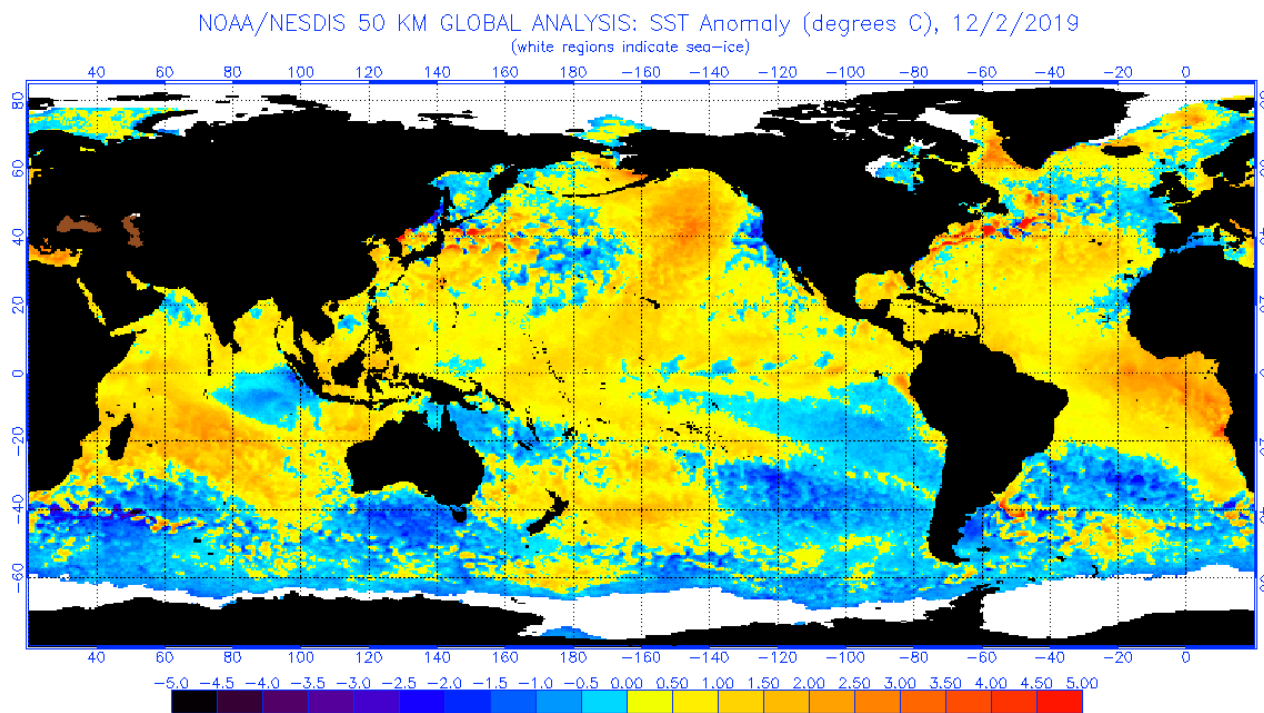 NOAA/NESDIS 50 KM GLOBAL ANALYSIS: SST Anomaly (degrees C), 12/2/2019
(white regions indicate sea-ice)
40 60 80 100 120 140 160 180 -160 -140 -120 -100 -80 -60 -40 -20 0
80
60
40
20
0
-20
-40
-60
40 60 80 100 120 140 160 180 -160 -140 -120 -100 -80 -60 -40 -20 0
-5.0 -4.5 -4.0 -3.5 -3.0 -2.5 -2.0 -1.5 -1.0 -0.5 0.00 0.50 1.00 1.50 2.00 2.50 3.00 3.50 4.00 4.50 5.00